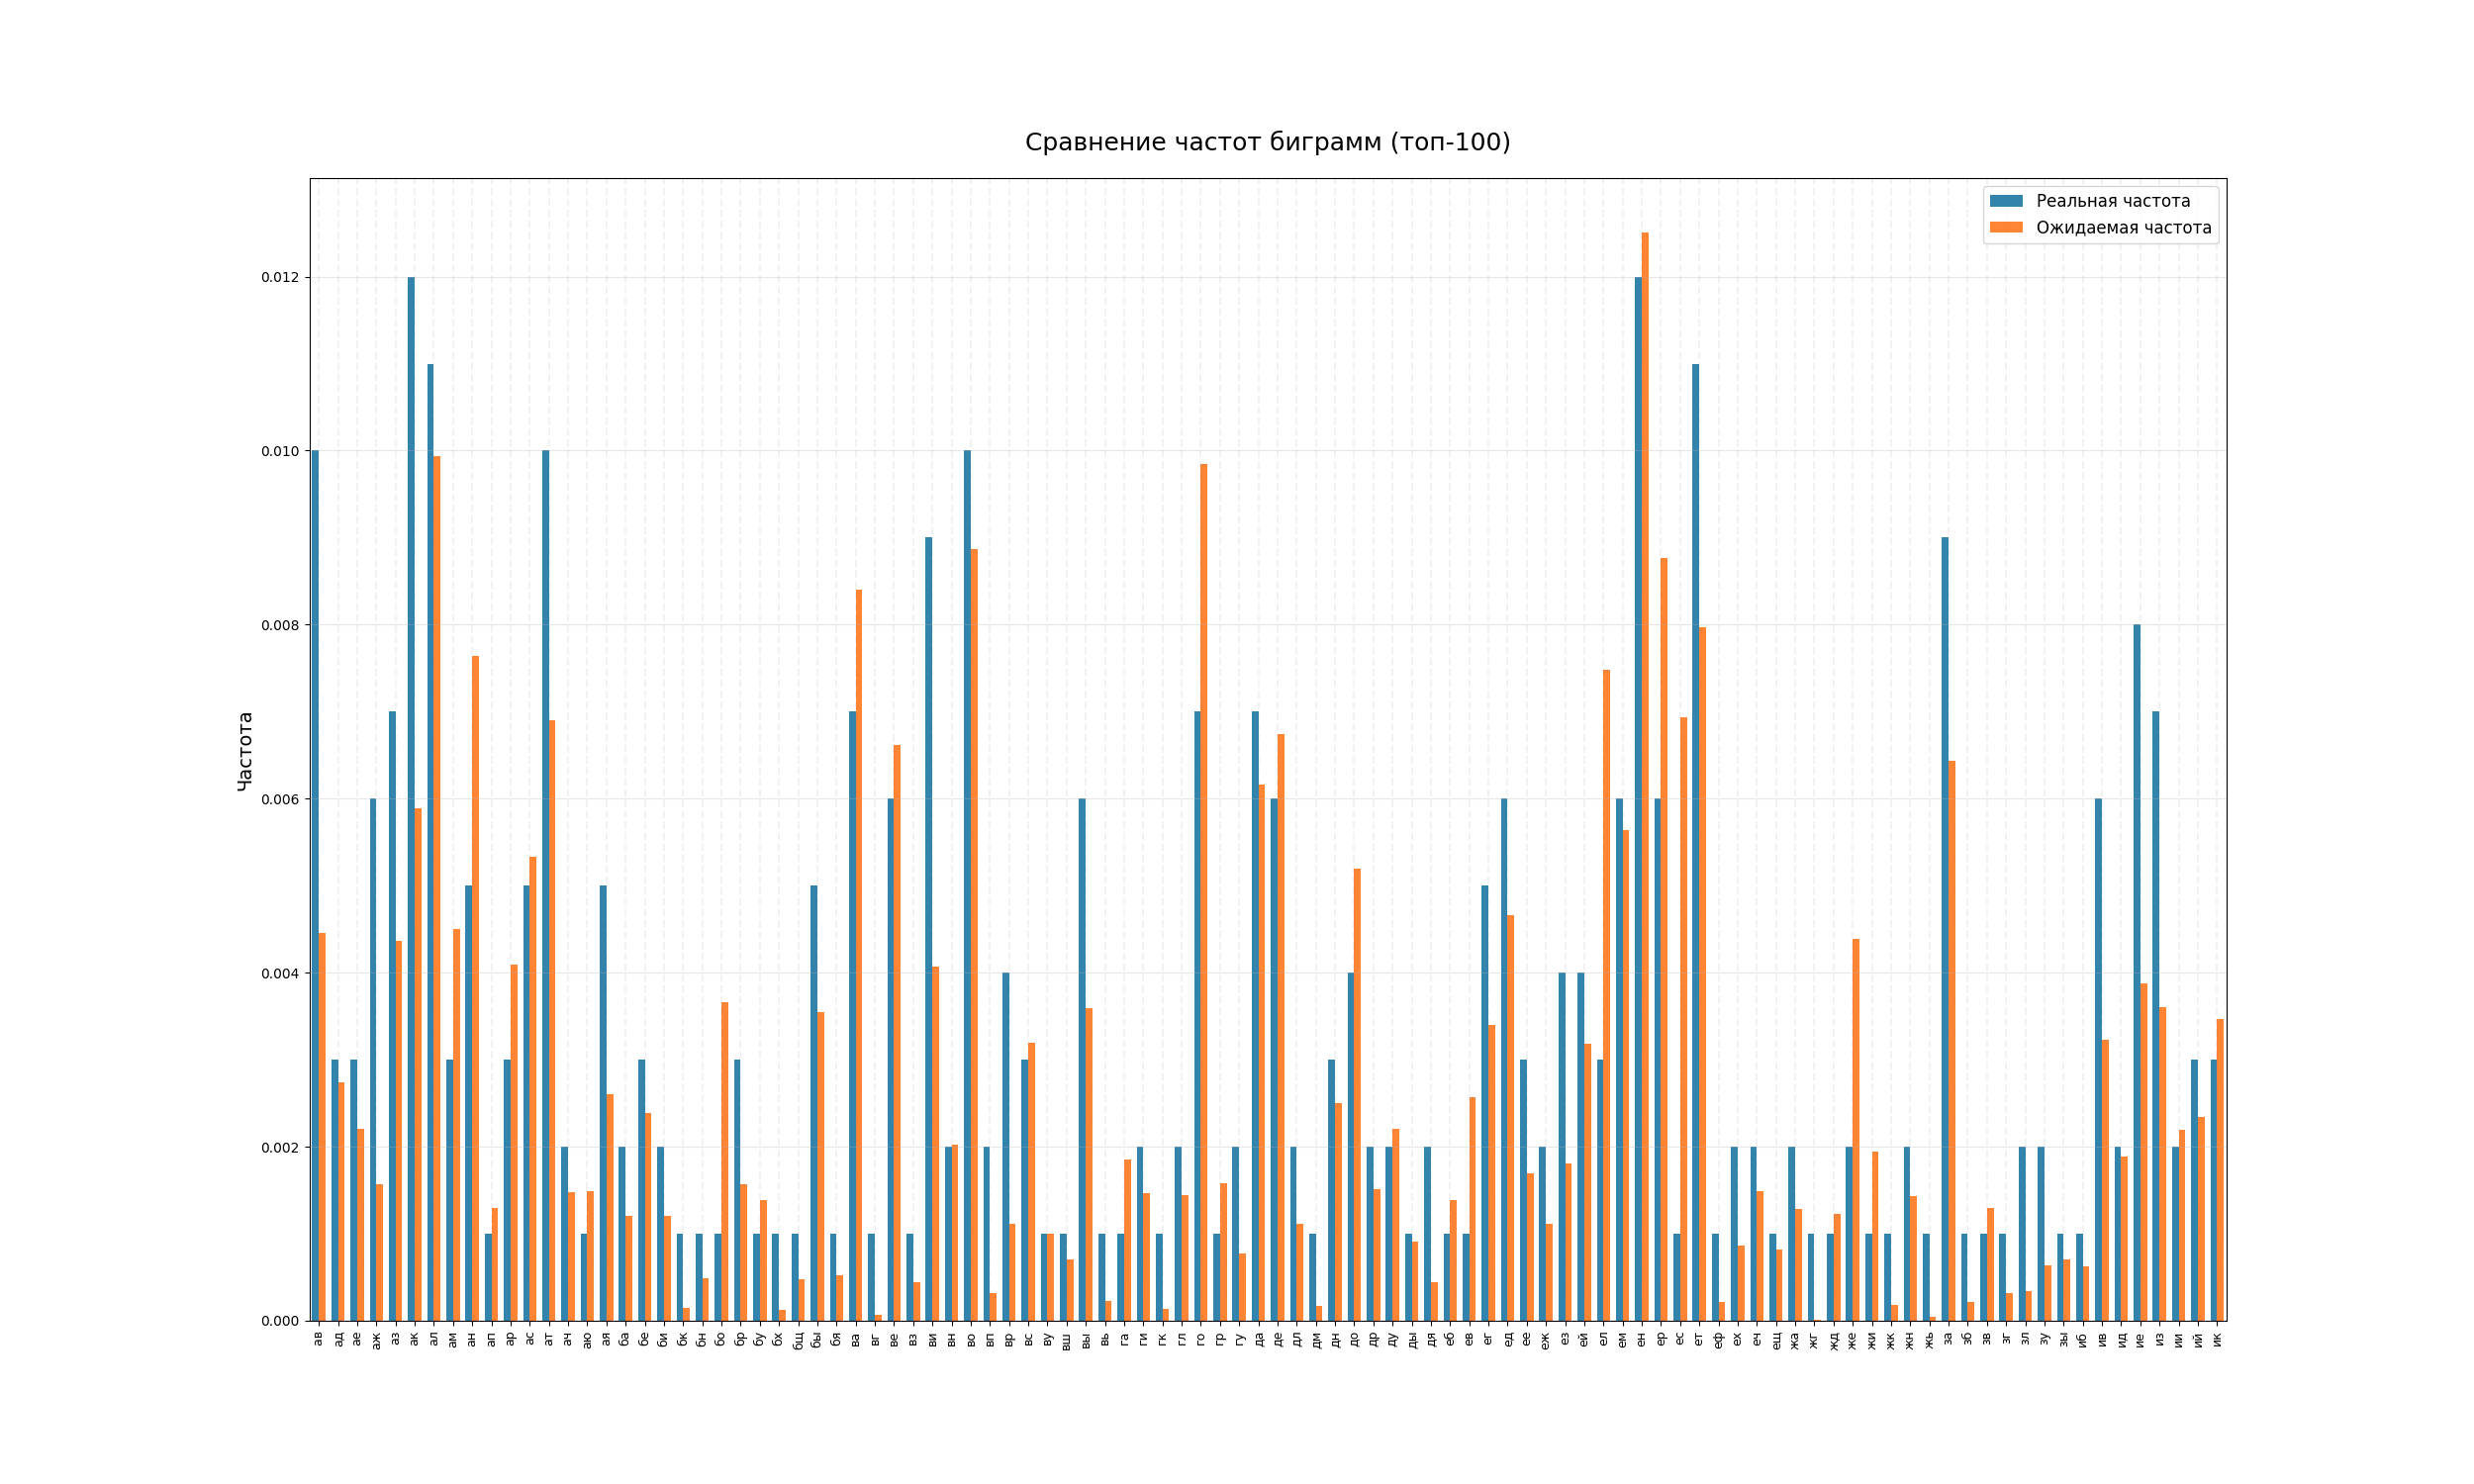 Сравнение частот биграмм (топ-100)
Реальная частота
Ожидаемая частота
Частота
0.012
0.010
0.008
0.006
0.004
0.002
0.000
ав ад ае аж аз ак ал ам ан ап ар ас ат ач аю ая ба бе би бк бн бо бр бу бх бщ бы бя ва вг ве вз ви вн во вп вр вс ву вш вы вь га ги гк гл го гр гу да де дл дм дн до др ду ды дя еб ев ег ед ее еж ез ей ел ем ен ер ес ет еф ех еч ещ жа жг жд же жи жк жн жь за зб зв зг зл зу зы иб ив ид ие из ии ий ик